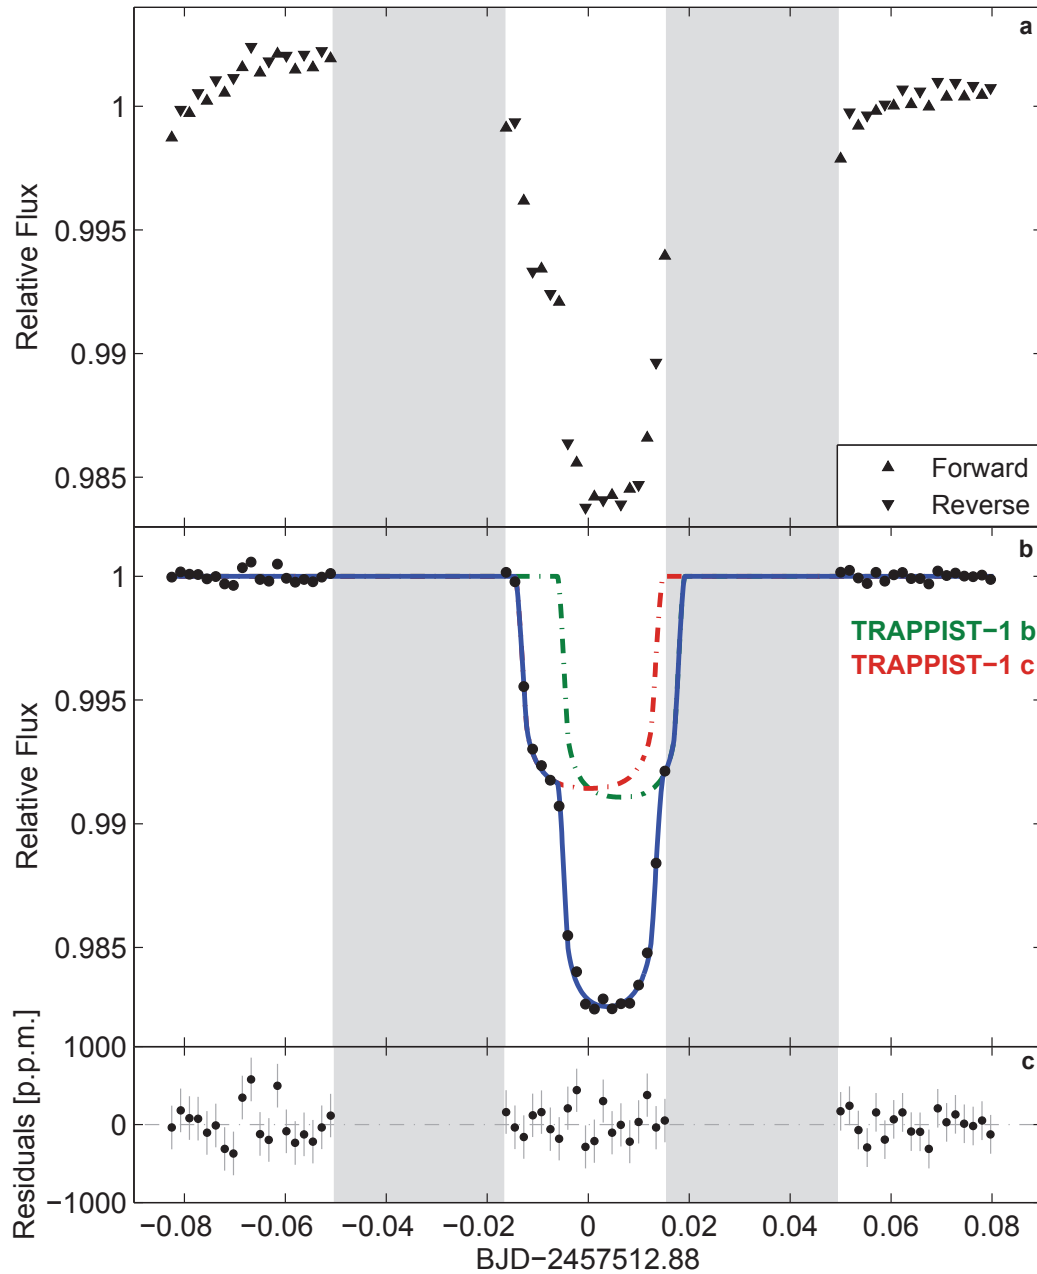 a
Relative Flux
1
0.995
0.99
0.985
Forward
Reverse
b
Relative Flux
1
0.995
0.99
0.985
TRAPPIST−1 b
TRAPPIST−1 c
c
Residuals [p.p.m.]
1000
0
−1000
−0.08 −0.06 −0.04 −0.02 0 0.02 0.04 0.06 0.08
BJD−2457512.88